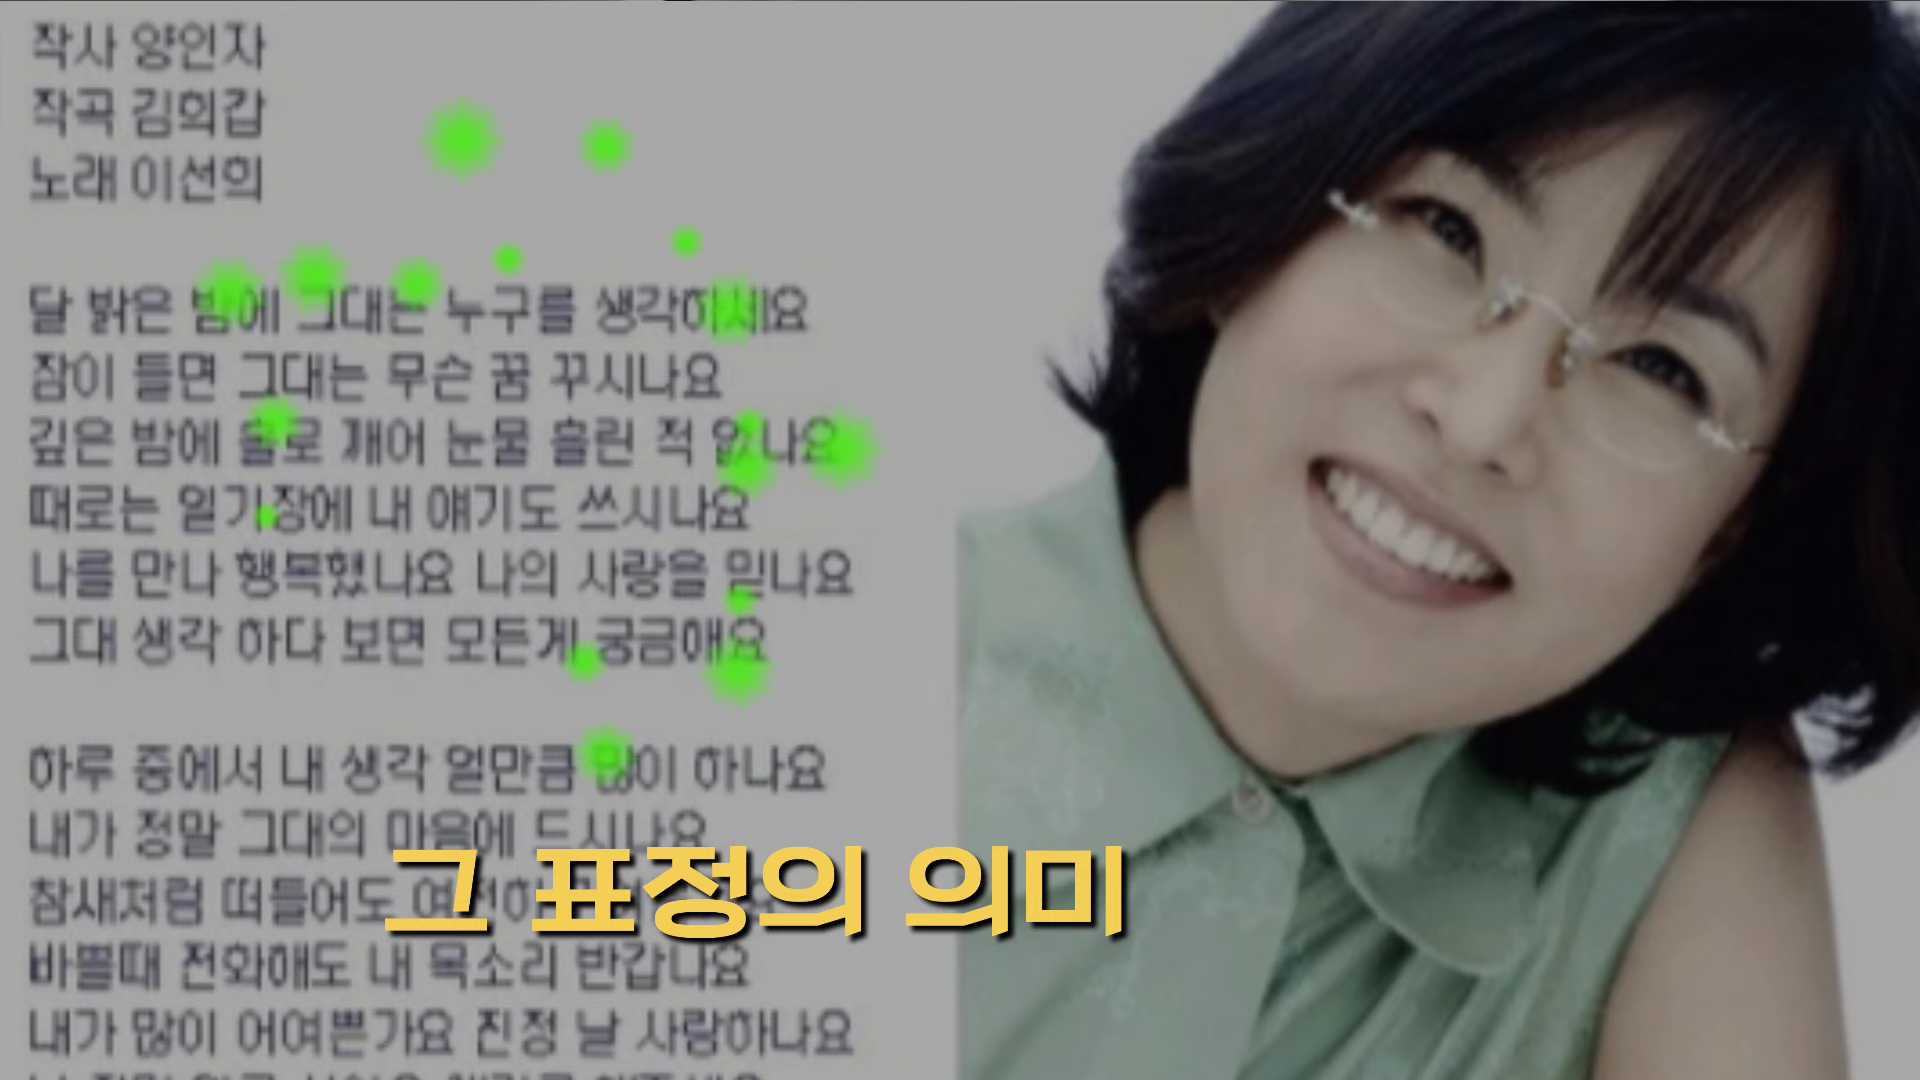 작사 양인자
작곡 김희갑
노래 이선희
달 밝은 밤에 그대는 누구를 생각하세요
잠이 들면 그대는 무슨 꿈 꾸시나요
깊은 밤에 홀로 깨어 눈물 흘린 적 없나요
때로는 일기장에 내 얘기도 쓰시나요
나를 만나 행복했나요 나의 사랑을 믿나요
그대 생각 하다 보면 모든게 궁금해요
하루 중에서 내 생각 얼만큼 많이 하나요
내가 정말 그대의 마음에 드시나요
참새처럼 떠들어도
그 표정의 의미
바쁠때 전화해도 내 목소리 반갑나요
내가 많이 어여쁜가요 진정 날 사랑하나요